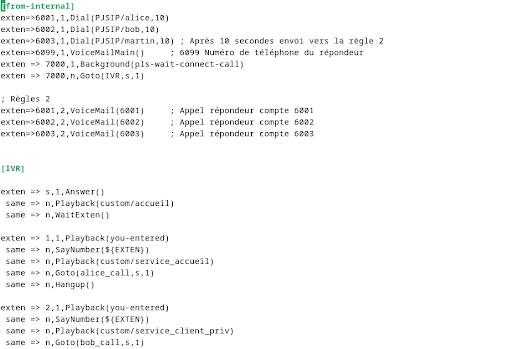 [from-internal]
exten=>6001,1,Dial(PJSIP/alice,10)
exten=>6002,1,Dial(PJSIP/bob,10)
exten=>6003,1,Dial(PJSIP/martin,10) ; Après 10 secondes envoi vers la règle 2
exten=>6099,1,VoiceMailMain()     ; 6099 Numéro de téléphone du répondeur
exten => 7000,1,Background(pls-wait-connect-call)
exten => 7000,n,Goto(IVR,s,1)
; Règles 2
exten=>6001,2,VoiceMail(6001)     ; Appel répondeur compte 6001
exten=>6002,2,VoiceMail(6002)     ; Appel répondeur compte 6002
exten=>6003,2,VoiceMail(6003)     ; Appel répondeur compte 6003
[IVR]
exten => s,1,Answer()
 same => n,Playback(custom/accueil)
 same => n,WaitExten()
exten => 1,1,Playback(you-entered)
 same => n,SayNumber(${EXTEN})
 same => n,Playback(custom/service_accueil)
 same => n,Goto(alice_call,s,1)
 same => n,Hangup()
exten => 2,1,Playback(you-entered)
 same => n,SayNumber(${EXTEN})
 same => n,Playback(custom/service_client_priv)
 same => n,Goto(bob_call,s,1)